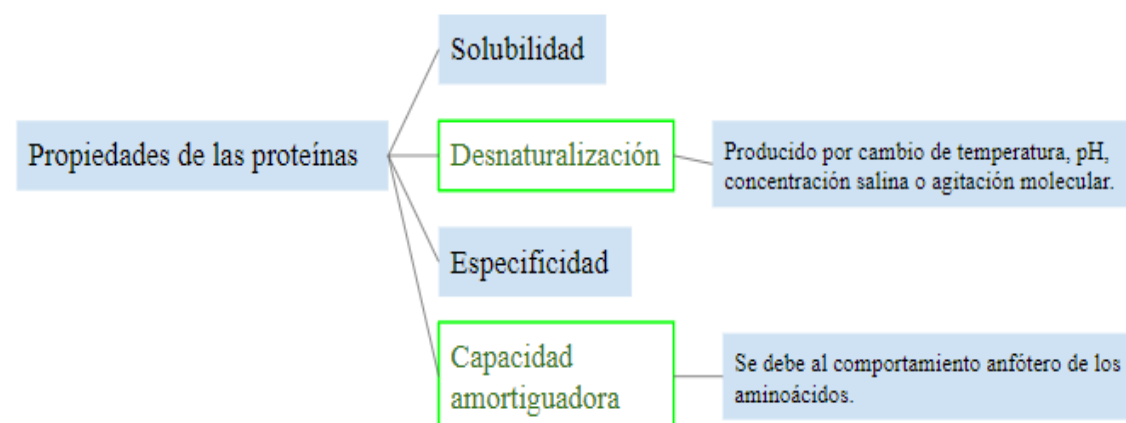 Propiedades de las proteínas
Solubilidad
Desnaturalización
Producido por cambio de temperatura, pH,
concentración salina o agitación molecular.
Especificidad
Capacidad
amortiguadora
Se debe al comportamiento anfótero de los
aminoácidos.